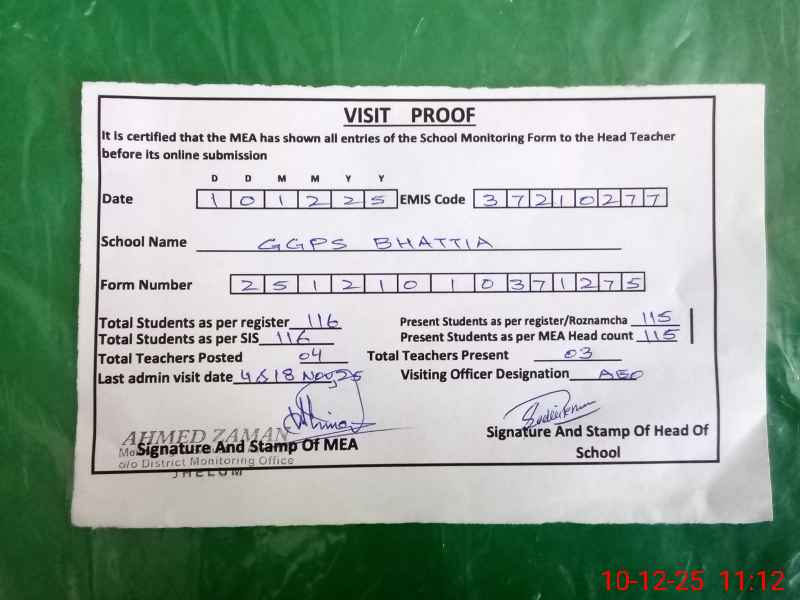 VISIT PROOF
It is certified that the MEA has shown all entries of the School Monitoring Form to the Head Teacher
before its online submission
D D M M Y Y
Date 1 0 1 2 2 5 EMIS Code 3 7 2 1 0 2 7 7
School Name GGPS BHATTIA
Form Number 2 5 1 2 1 0 1 0 3 7 1 2 7 5
Total Students as per register 116 Present Students as per register/Roznamcha 115
Total Students as per SIS 116 Present Students as per MEA Head count 115
Total Teachers Posted 04 Total Teachers Present 03
Last admin visit date 4 & 18 Nov, 25 Visiting Officer Designation AEO
AHMED ZAMAN
Signature And Stamp Of MEA
o/o District Monitoring Office
JHELUM
Signature And Stamp Of Head Of
School
10-12-25 11:12